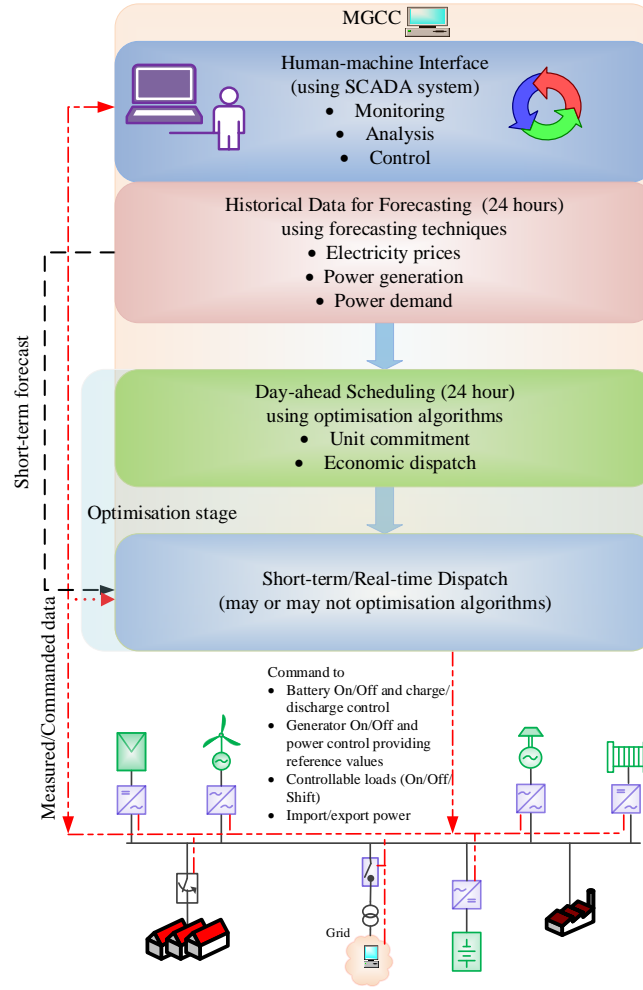 MGCC
Human-machine Interface
(using SCADA system)
• Monitoring
• Analysis
• Control
Historical Data for Forecasting (24 hours)
using forecasting techniques
• Electricity prices
• Power generation
• Power demand
Short-term forecast
Day-ahead Scheduling (24 hour)
using optimisation algorithms
• Unit commitment
• Economic dispatch
Optimisation stage
Short-term/Real-time Dispatch
(may or may not optimisation algorithms)
Measured/Commanded data
Command to
• Battery On/Off and charge/
discharge control
• Generator On/Off and
power control providing
reference values
• Controllable loads (On/Off/
Shift)
• Import/export power
Grid